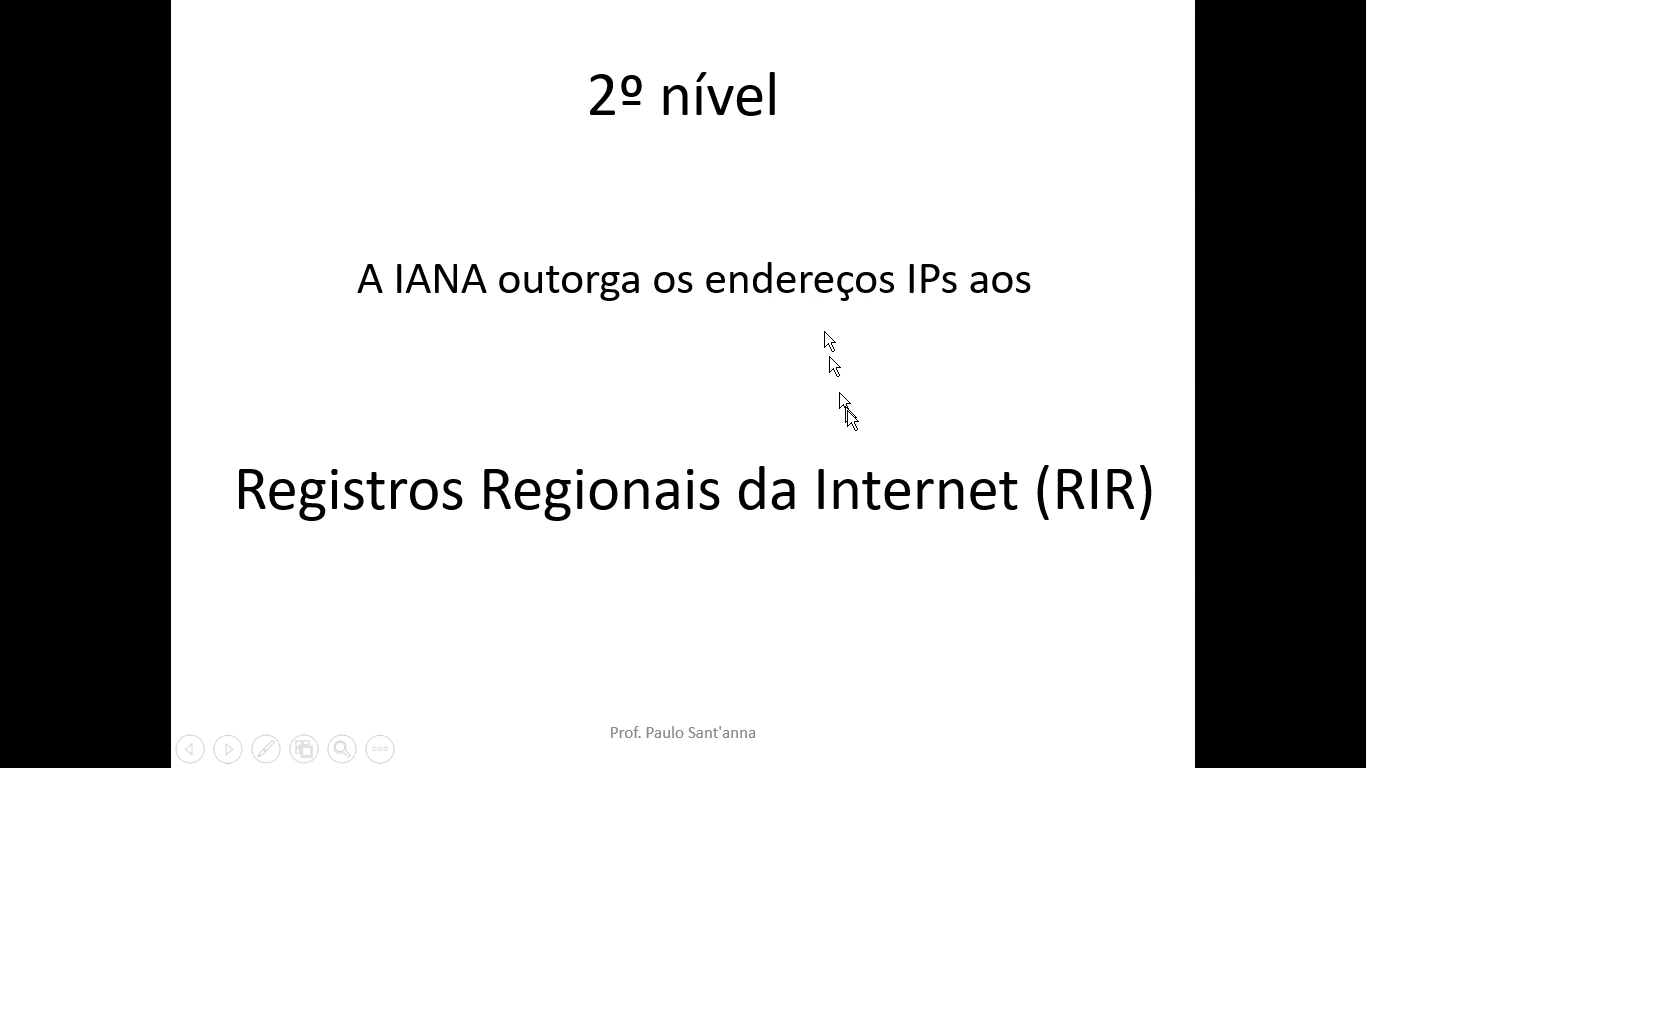 2º nível
A IANA outorga os endereços IPs aos
Registros Regionais da Internet (RIR)
Prof. Paulo Sant'anna